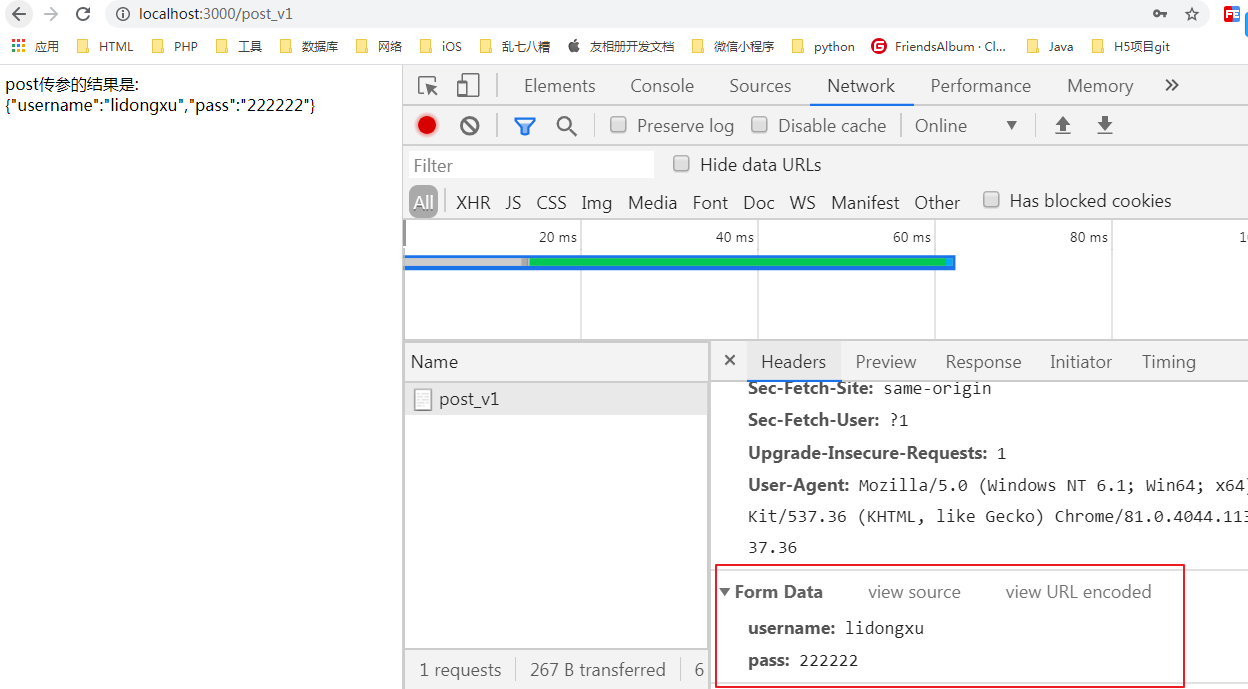 localhost:3000/post_v1
应用 HTML PHP 工具 数据库 网络 iOS 乱七八糟 友相册开发文档 微信小程序 python FriendsAlbum · Cl... Java H5项目git
post传参的结果是:
{"username":"lidongxu","pass":"222222"}
Elements Console Sources Network Performance Memory
Preserve log Disable cache Online
Filter Hide data URLs
All XHR JS CSS Img Media Font Doc WS Manifest Other Has blocked cookies
20 ms 40 ms 60 ms 80 ms
Name
post_v1
1 requests 267 B transferred 6
Headers Preview Response Initiator Timing
Sec-Fetch-Site: same-origin
Sec-Fetch-User: ?1
Upgrade-Insecure-Requests: 1
User-Agent: Mozilla/5.0 (Windows NT 6.1; Win64; x64)
Kit/537.36 (KHTML, like Gecko) Chrome/81.0.4044.113
37.36
Form Data view source view URL encoded
username: lidongxu
pass: 222222